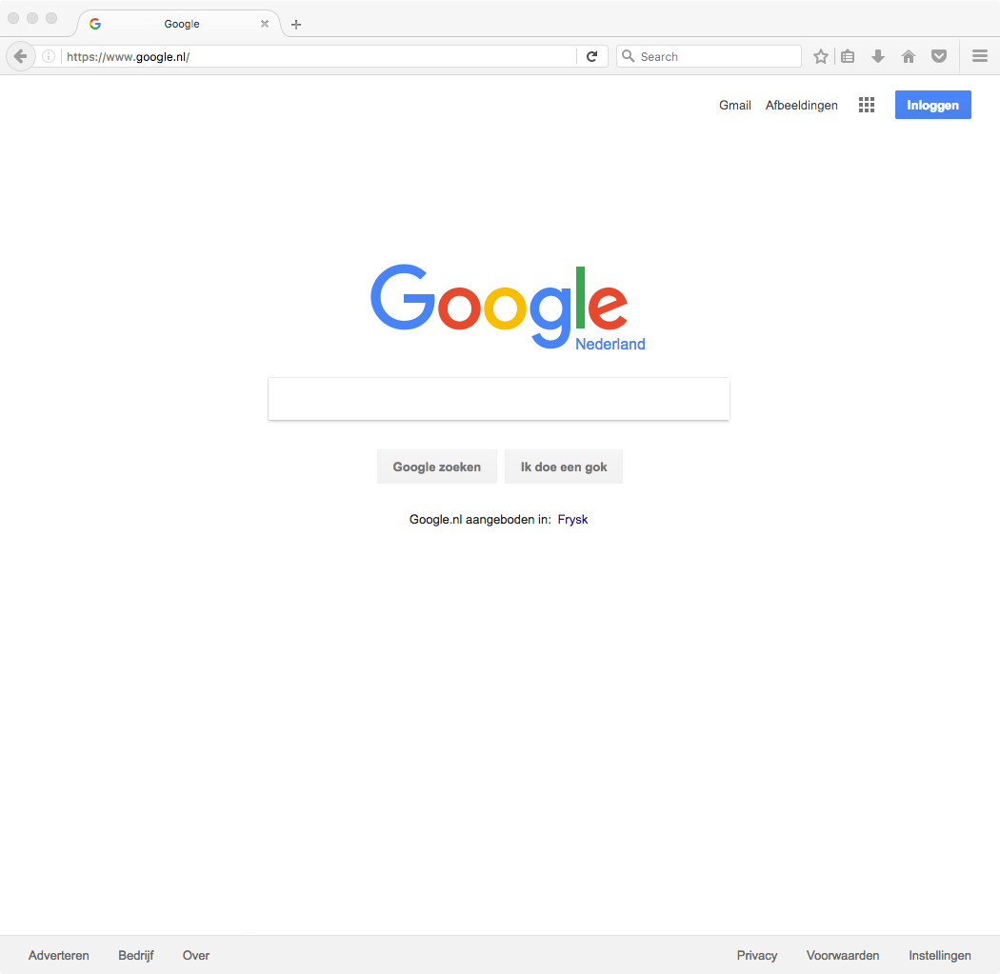 Google
https://www.google.nl/
Search
Gmail Afbeeldingen Inloggen
Google
Nederland
Google zoeken Ik doe een gok
Google.nl aangeboden in: Frysk
Adverteren Bedrijf Over Privacy Voorwaarden Instellingen